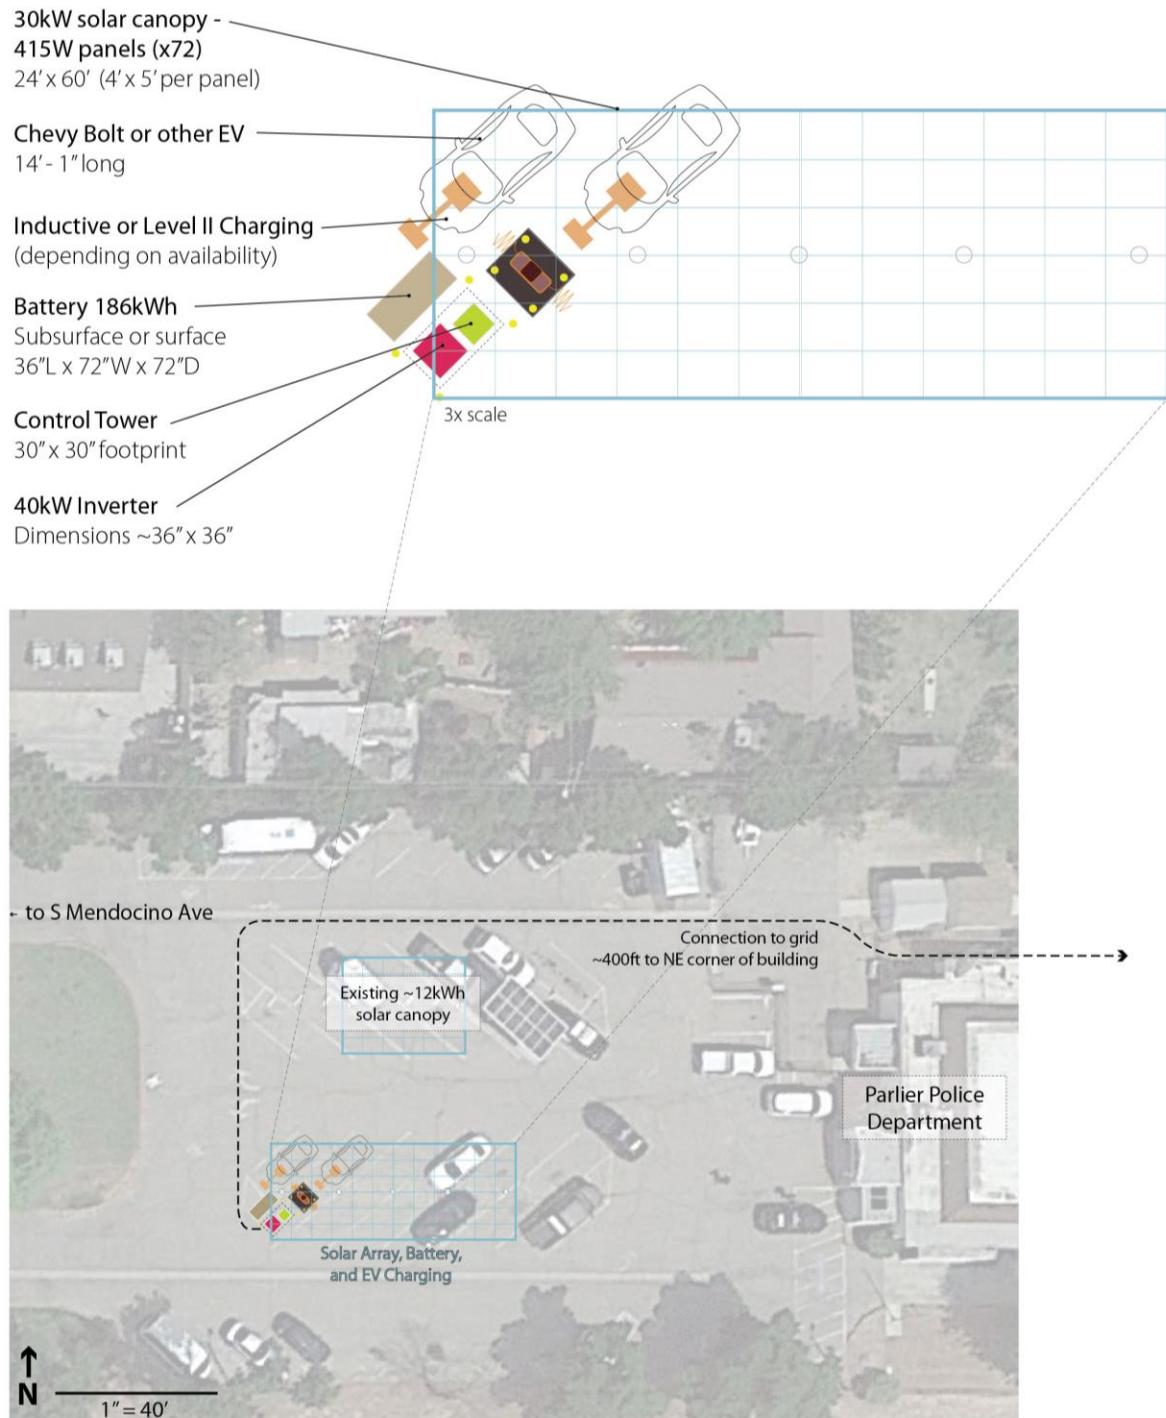 30kW solar canopy -
415W panels (x72)
24' x 60' (4' x 5' per panel)
Chevy Bolt or other EV
14' - 1" long
Inductive or Level II Charging
(depending on availability)
Battery 186kWh
Subsurface or surface
36"L x 72"W x 72"D
Control Tower
30" x 30" footprint
40kW Inverter
Dimensions ~36" x 36"
3x scale
← to S Mendocino Ave
Connection to grid
~400ft to NE corner of building
Existing ~12kWh
solar canopy
Parlier Police
Department
Solar Array, Battery,
and EV Charging
N
1" = 40'